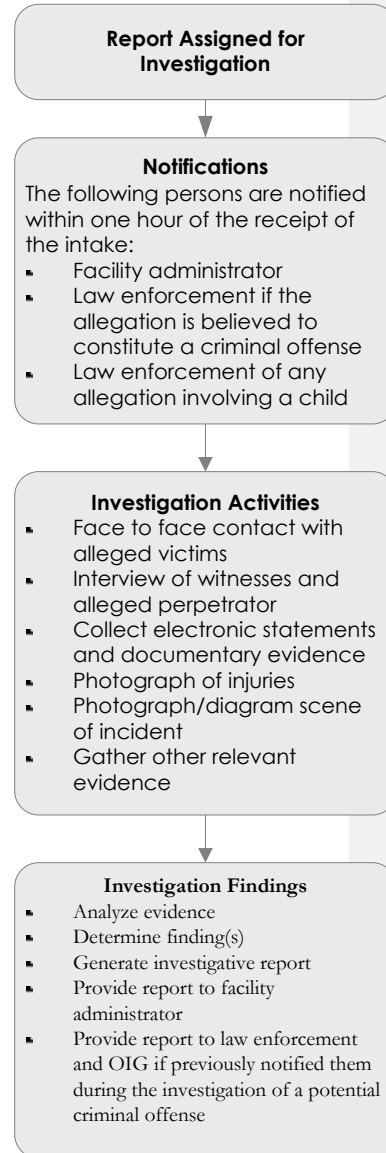 Report Assigned for
Investigation
Notifications
The following persons are notified
within one hour of the receipt of
the intake:
▪ Facility administrator
▪ Law enforcement if the
allegation is believed to
constitute a criminal offense
▪ Law enforcement of any
allegation involving a child
Investigation Activities
▪ Face to face contact with
alleged victims
▪ Interview of witnesses and
alleged perpetrator
▪ Collect electronic statements
and documentary evidence
▪ Photograph of injuries
▪ Photograph/diagram scene
of incident
▪ Gather other relevant
evidence
Investigation Findings
▪ Analyze evidence
▪ Determine finding(s)
▪ Generate investigative report
▪ Provide report to facility
administrator
▪ Provide report to law enforcement
and OIG if previously notified them
during the investigation of a potential
criminal offense